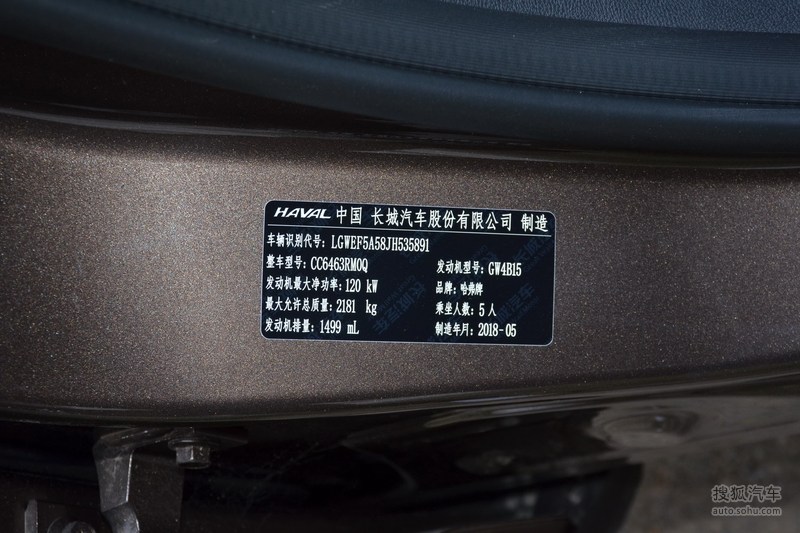 HAVAL 中国 长城汽车股份有限公司 制造
车辆识别代号: LGWEF5A58JH535891
整车型号: CC6463RM0Q 发动机型号: GW4B15
发动机最大净功率: 120 kW 品牌: 哈弗牌
最大允许总质量: 2181 kg 乘坐人数: 5人
发动机排量: 1499 mL 制造年月: 2018-05
搜狐汽车
auto.sohu.com